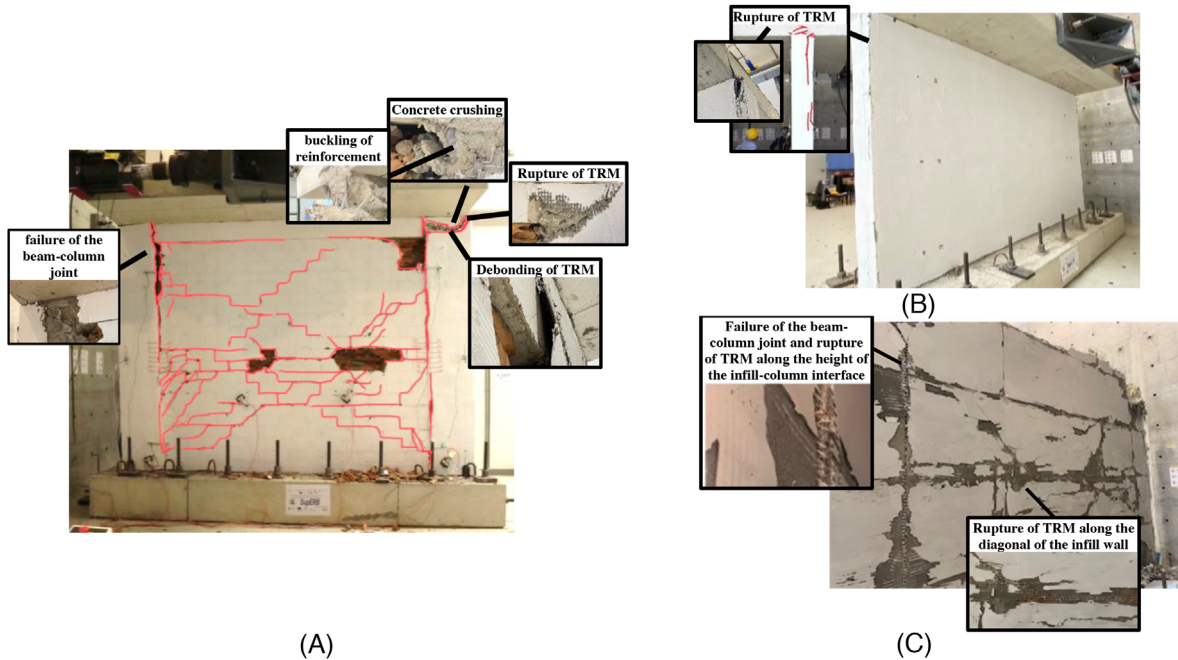 Concrete crushing
buckling of
reinforcement
Rupture of TRM
failure of the
beam-column
joint
Debonding of TRM
(A)
Rupture of TRM
(B)
Failure of the beam-
column joint and rupture
of TRM along the height of
the infill-column interface
Rupture of TRM along the
diagonal of the infill wall
(C)